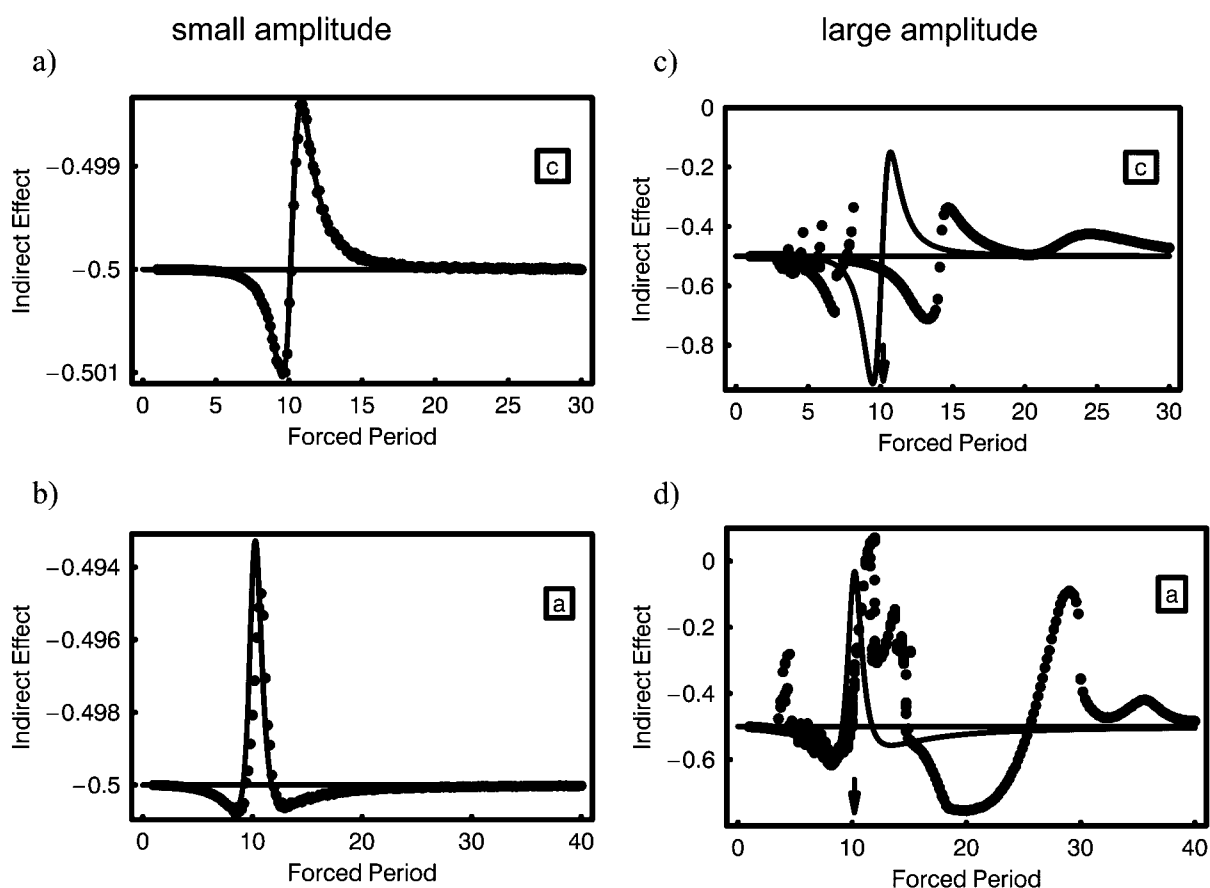 small amplitude
large amplitude
a)
c)
Indirect Effect
−0.499
−0.5
−0.501
c
0 5 10 15 20 25 30
Forced Period
Indirect Effect
0
−0.2
−0.4
−0.6
−0.8
c
0 5 10 15 20 25 30
Forced Period
b)
d)
Indirect Effect
−0.494
−0.496
−0.498
−0.5
a
0 10 20 30 40
Forced Period
Indirect Effect
0
−0.2
−0.4
−0.6
a
0 10 20 30 40
Forced Period